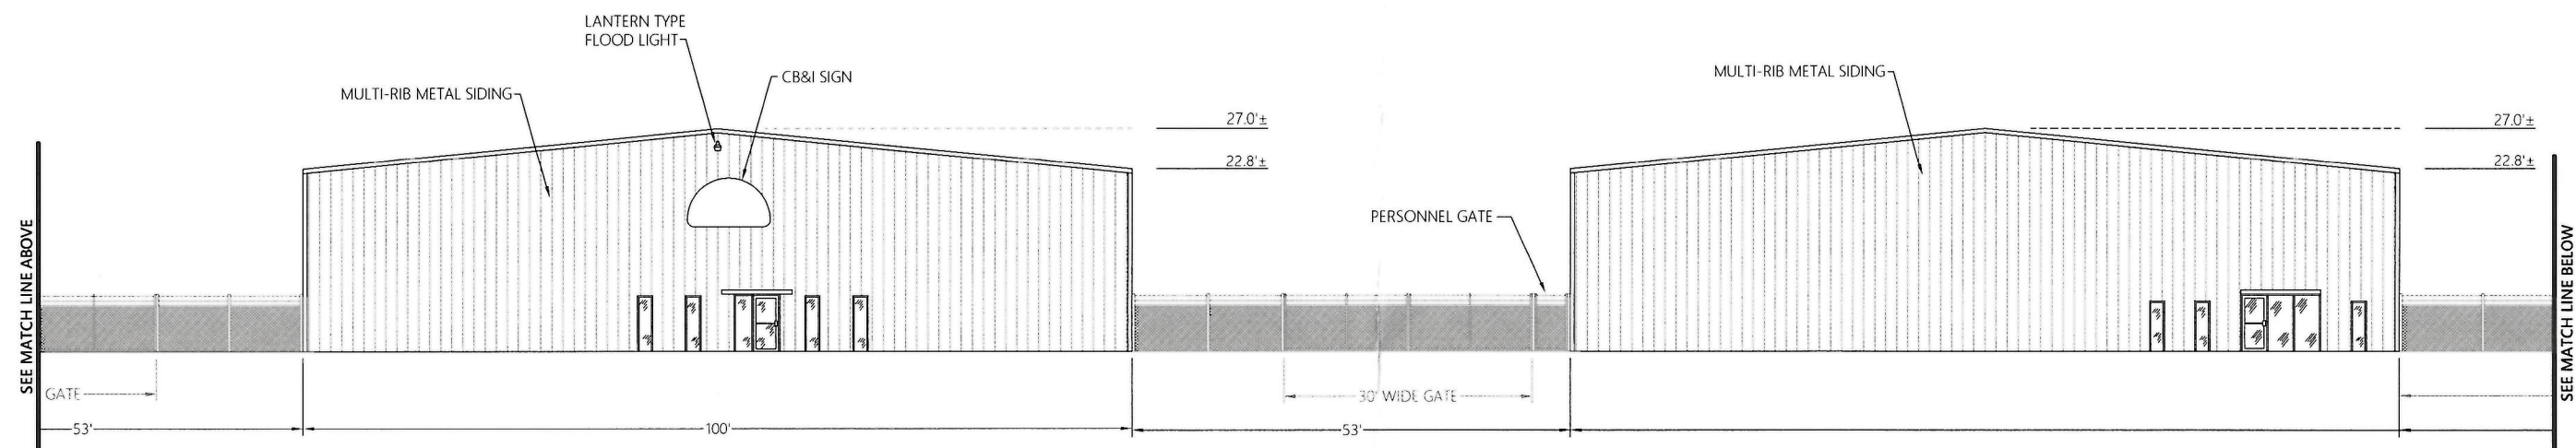 LANTERN TYPE
FLOOD LIGHT
CB&I SIGN
MULTI-RIB METAL SIDING
MULTI-RIB METAL SIDING
27.0'±
27.0'±
22.8'±
22.8'±
PERSONNEL GATE
SEE MATCH LINE ABOVE
SEE MATCH LINE BELOW
GATE
30' WIDE GATE
53'
100'
53'